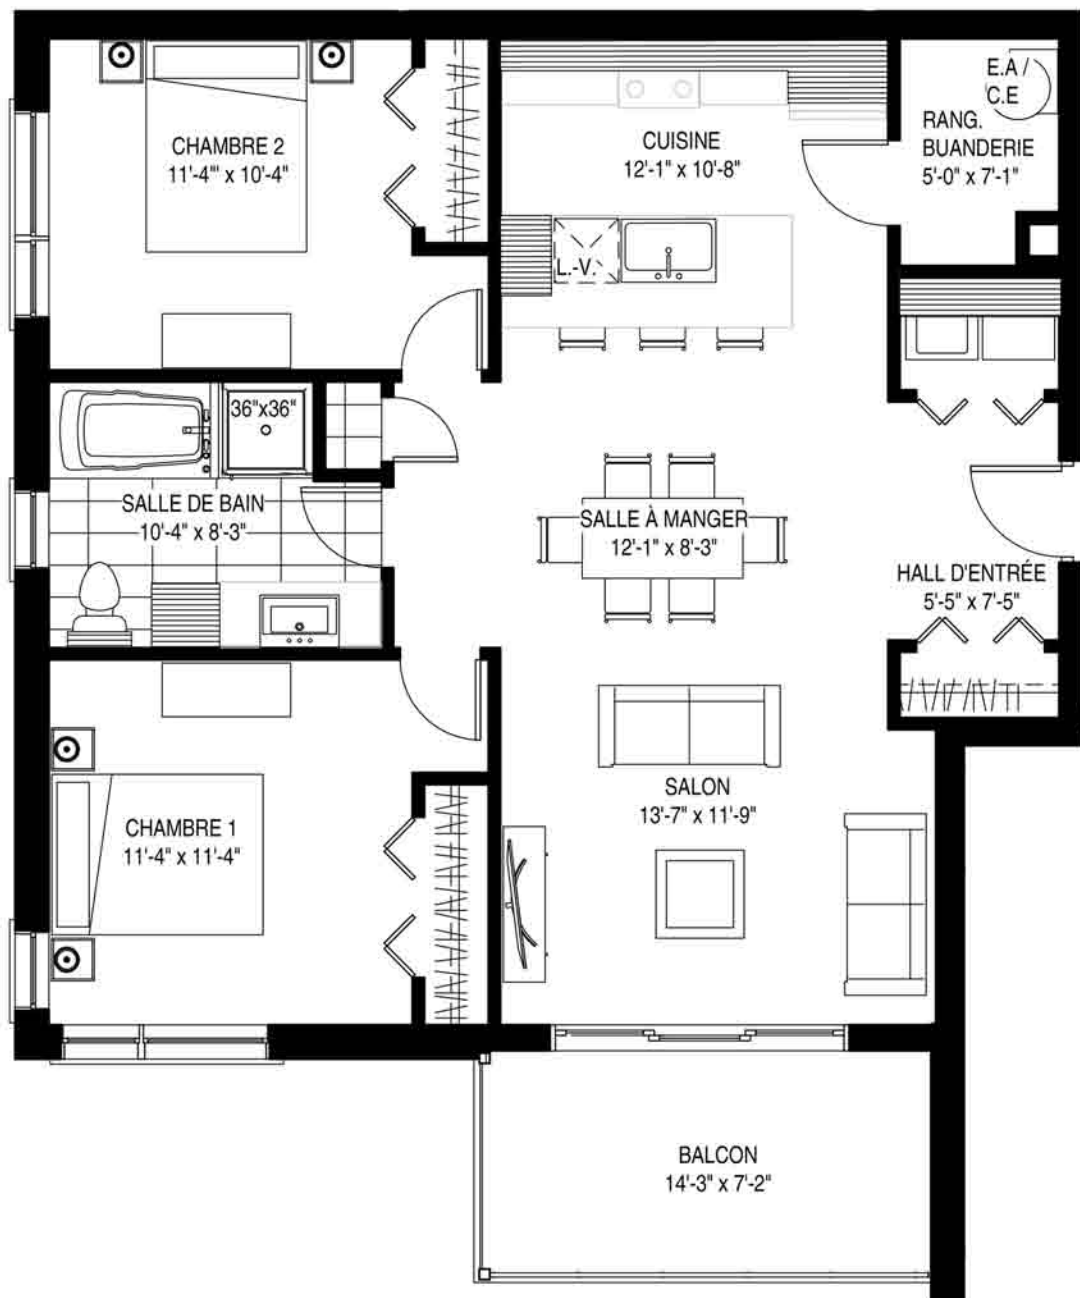 CHAMBRE 2
11'-4"' x 10'-4"
CUISINE
12'-1" x 10'-8"
E.A /
C.E
RANG.
BUANDERIE
5'-0" x 7'-1"
L.-V.
36"x36"
SALLE DE BAIN
10'-4" x 8'-3"
SALLE À MANGER
12'-1" x 8'-3"
HALL D'ENTRÉE
5'-5" x 7'-5"
CHAMBRE 1
11'-4" x 11'-4"
SALON
13'-7" x 11'-9"
BALCON
14'-3" x 7'-2"